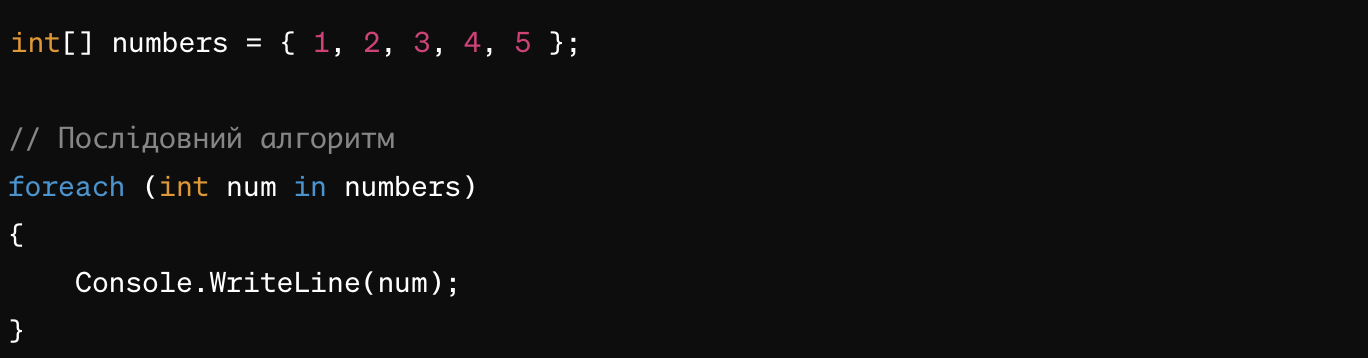 int[] numbers = { 1, 2, 3, 4, 5 };
// Послідовний алгоритм
foreach (int num in numbers)
{
    Console.WriteLine(num);
}